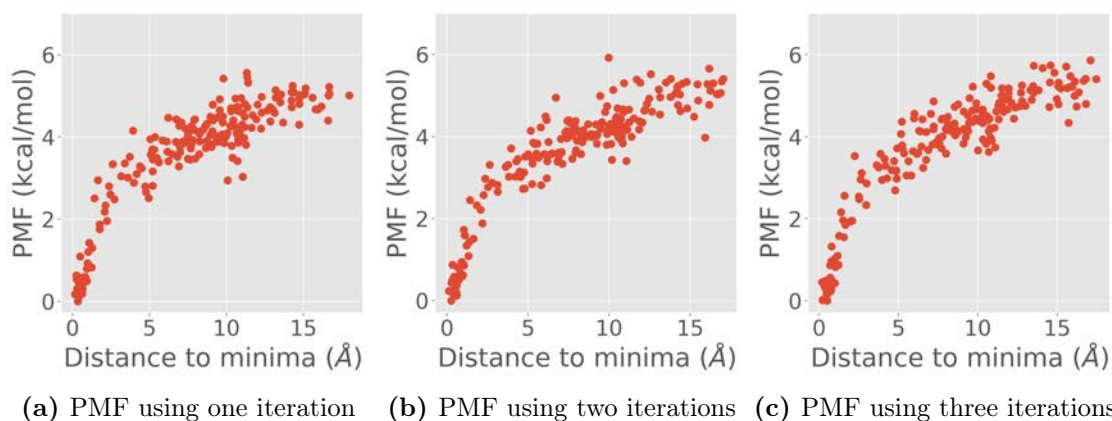 6
4
2
0
PMF (kcal/mol)
0 5 10 15
Distance to minima (Å)
(a) PMF using one iteration
6
4
2
0
PMF (kcal/mol)
0 5 10 15
Distance to minima (Å)
(b) PMF using two iterations
6
4
2
0
PMF (kcal/mol)
0 5 10 15
Distance to minima (Å)
(c) PMF using three iterations